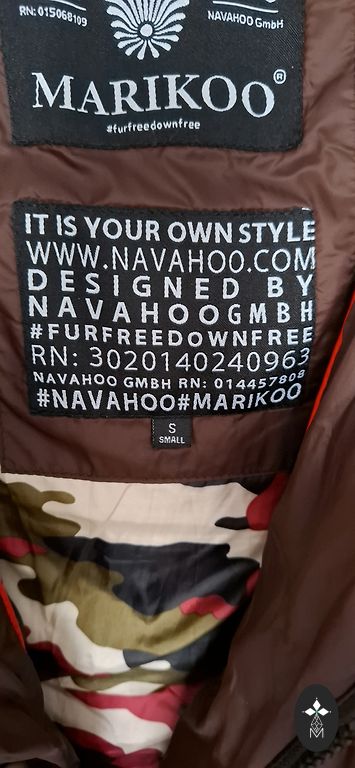 RN: 015068109
NAVAHOO GmbH
MARIKOO®
#furfreedownfree
IT IS YOUR OWN STYLE
WWW.NAVAHOO.COM
DESIGNED BY
NAVAHOOGMBH
#FURFREEDOWNFREE
RN: 3020140240963
NAVAHOO GMBH RN: 014457808
#NAVAHOO#MARIKOO
S
SMALL
M